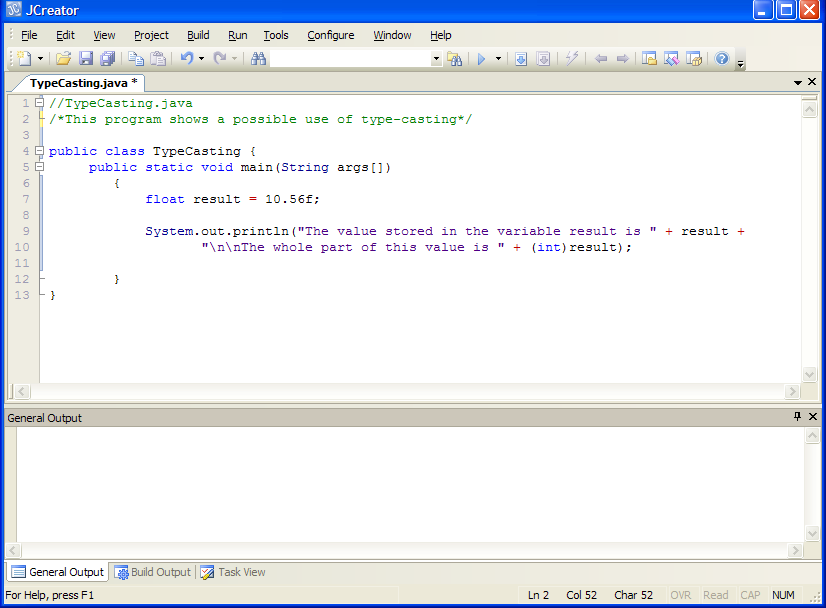 JCreator
File Edit View Project Build Run Tools Configure Window Help
TypeCasting.java *
1 //TypeCasting.java
2 /*This program shows a possible use of type-casting*/
3
4 public class TypeCasting {
5 public static void main(String args[])
6 {
7 float result = 10.56f;
8
9 System.out.println("The value stored in the variable result is " + result +
10 "\n\nThe whole part of this value is " + (int)result);
11
12 }
13 }
General Output
General Output Build Output Task View
For Help, press F1 Ln 2 Col 52 Char 52 OVR Read CAP NUM